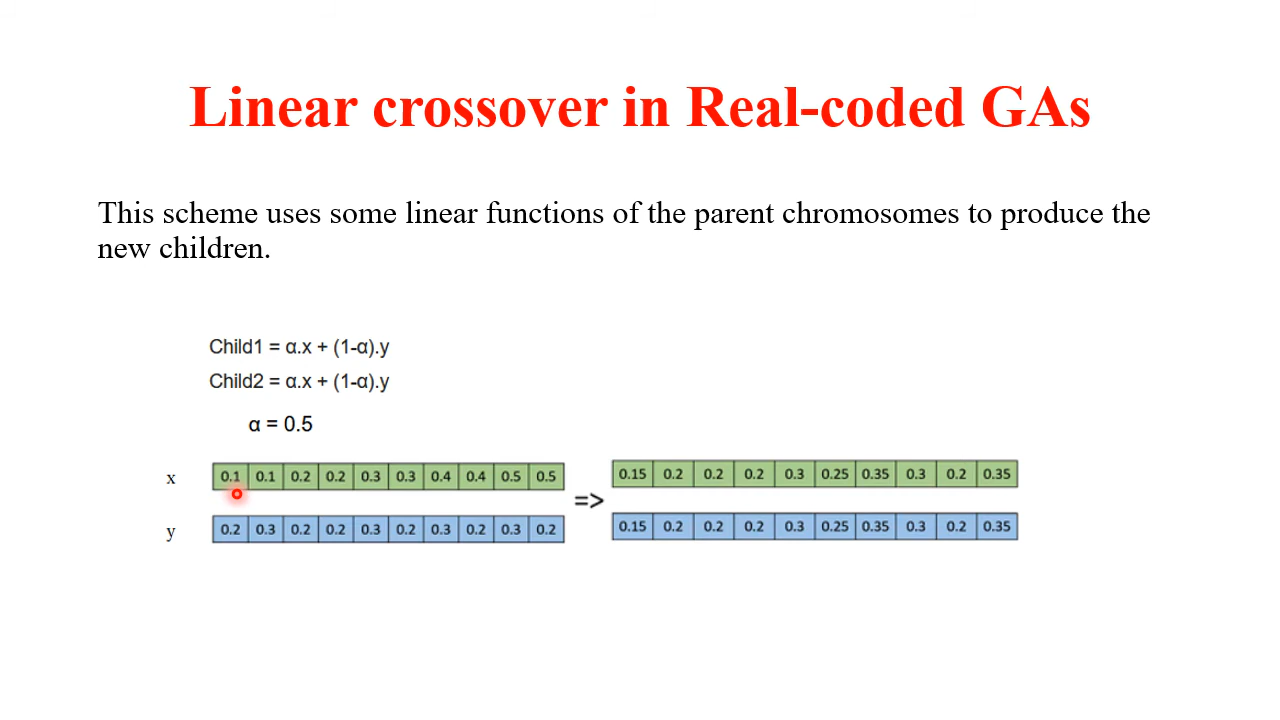 Linear crossover in Real-coded GAs
This scheme uses some linear functions of the parent chromosomes to produce the
new children.
Child1 = α.x + (1-α).y
Child2 = α.x + (1-α).y
α = 0.5
x 0.1 0.1 0.2 0.2 0.3 0.3 0.4 0.4 0.5 0.5
y 0.2 0.3 0.2 0.2 0.3 0.2 0.3 0.2 0.3 0.2
=>
0.15 0.2 0.2 0.2 0.3 0.25 0.35 0.3 0.2 0.35
0.15 0.2 0.2 0.2 0.3 0.25 0.35 0.3 0.2 0.35